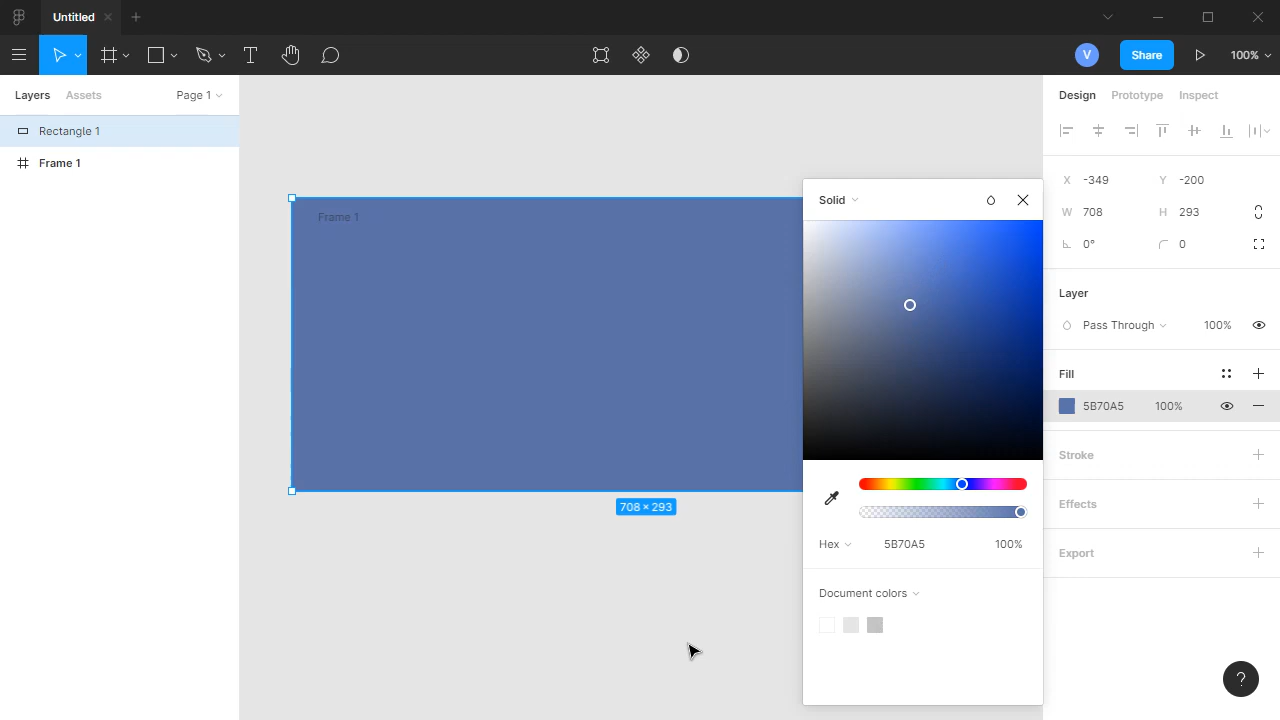 Untitled
V
Share
100%
Layers
Assets
Page 1
Design
Prototype
Inspect
Rectangle 1
Frame 1
Frame 1
708 × 293
Solid
Hex
5B70A5
100%
Document colors
X
-349
Y
-200
W
708
H
293
0°
0
Layer
Pass Through
100%
Fill
5B70A5
100%
Stroke
Effects
Export
?